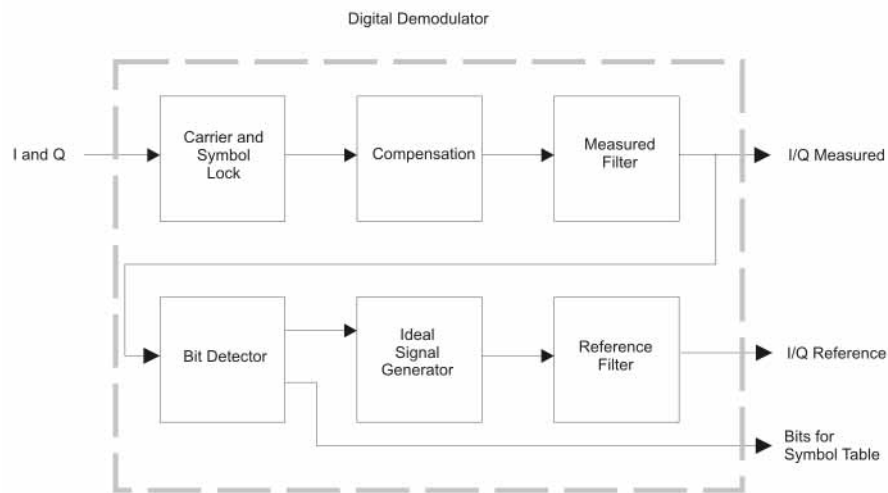 Digital Demodulator
I and Q
Carrier and
Symbol
Lock
Compensation
Measured
Filter
I/Q Measured
Bit Detector
Ideal
Signal
Generator
Reference
Filter
I/Q Reference
Bits for
Symbol Table